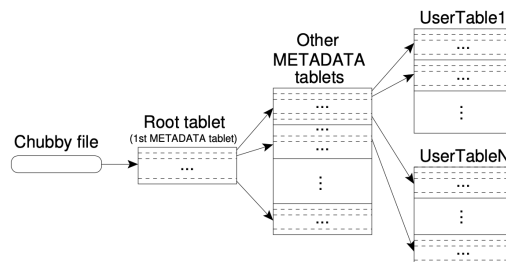 Chubby file
Root tablet
(1st METADATA tablet)
...
Other
METADATA
tablets
...
...
...
⋮
...
UserTable1
...
...
⋮
UserTableN
...
⋮
...